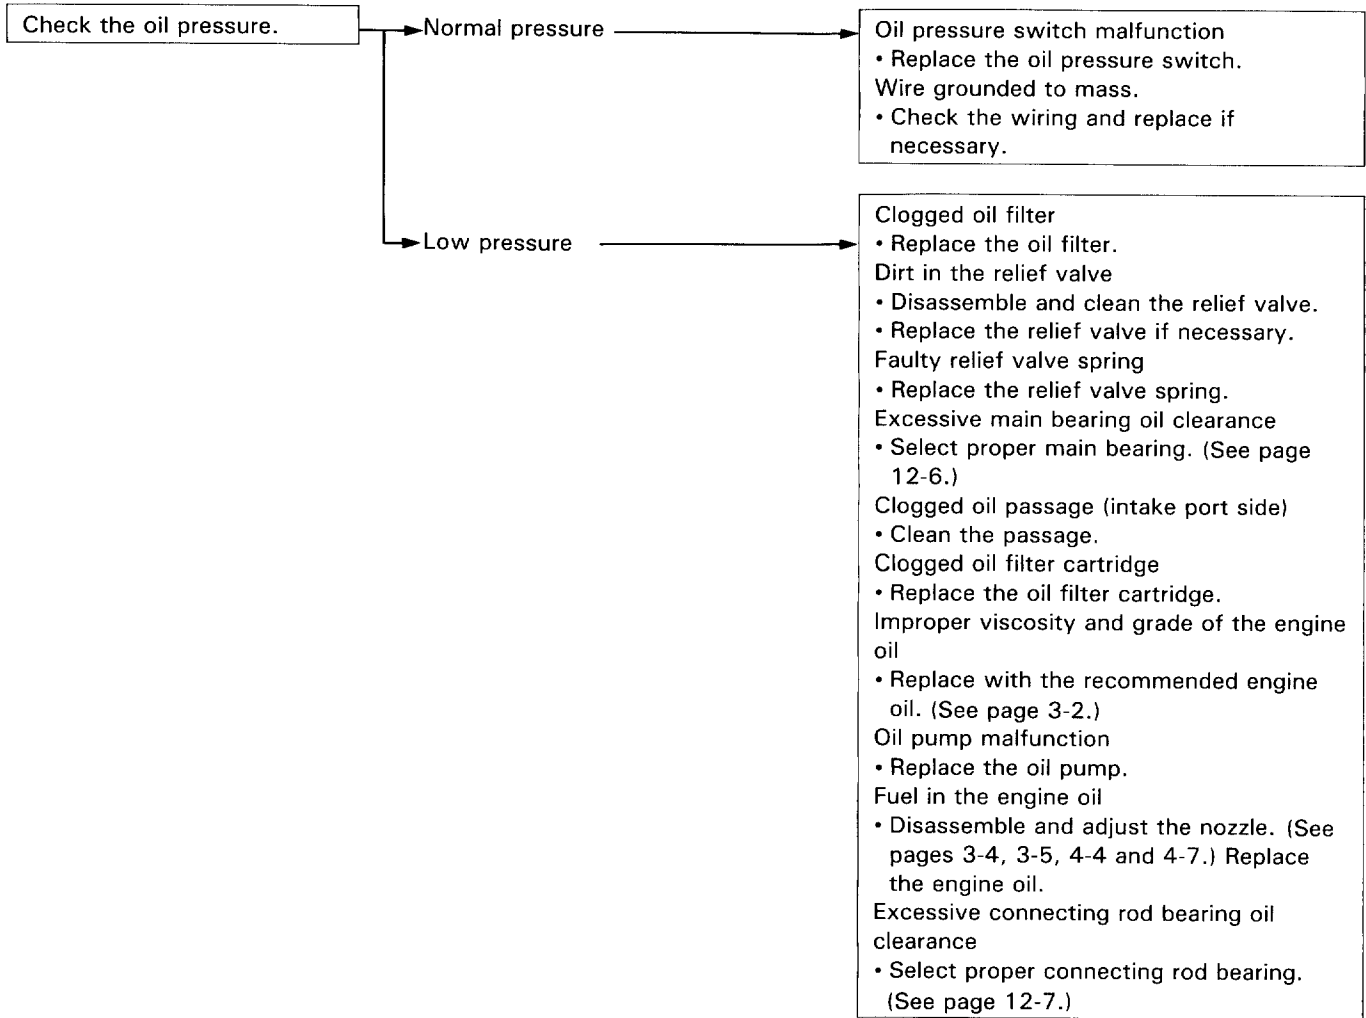 Check the oil pressure.
Normal pressure
Oil pressure switch malfunction
• Replace the oil pressure switch.
Wire grounded to mass.
• Check the wiring and replace if
necessary.
Low pressure
Clogged oil filter
• Replace the oil filter.
Dirt in the relief valve
• Disassemble and clean the relief valve.
• Replace the relief valve if necessary.
Faulty relief valve spring
• Replace the relief valve spring.
Excessive main bearing oil clearance
• Select proper main bearing. (See page
12-6.)
Clogged oil passage (intake port side)
• Clean the passage.
Clogged oil filter cartridge
• Replace the oil filter cartridge.
Improper viscosity and grade of the engine
oil
• Replace with the recommended engine
oil. (See page 3-2.)
Oil pump malfunction
• Replace the oil pump.
Fuel in the engine oil
• Disassemble and adjust the nozzle. (See
pages 3-4, 3-5, 4-4 and 4-7.) Replace
the engine oil.
Excessive connecting rod bearing oil
clearance
• Select proper connecting rod bearing.
(See page 12-7.)